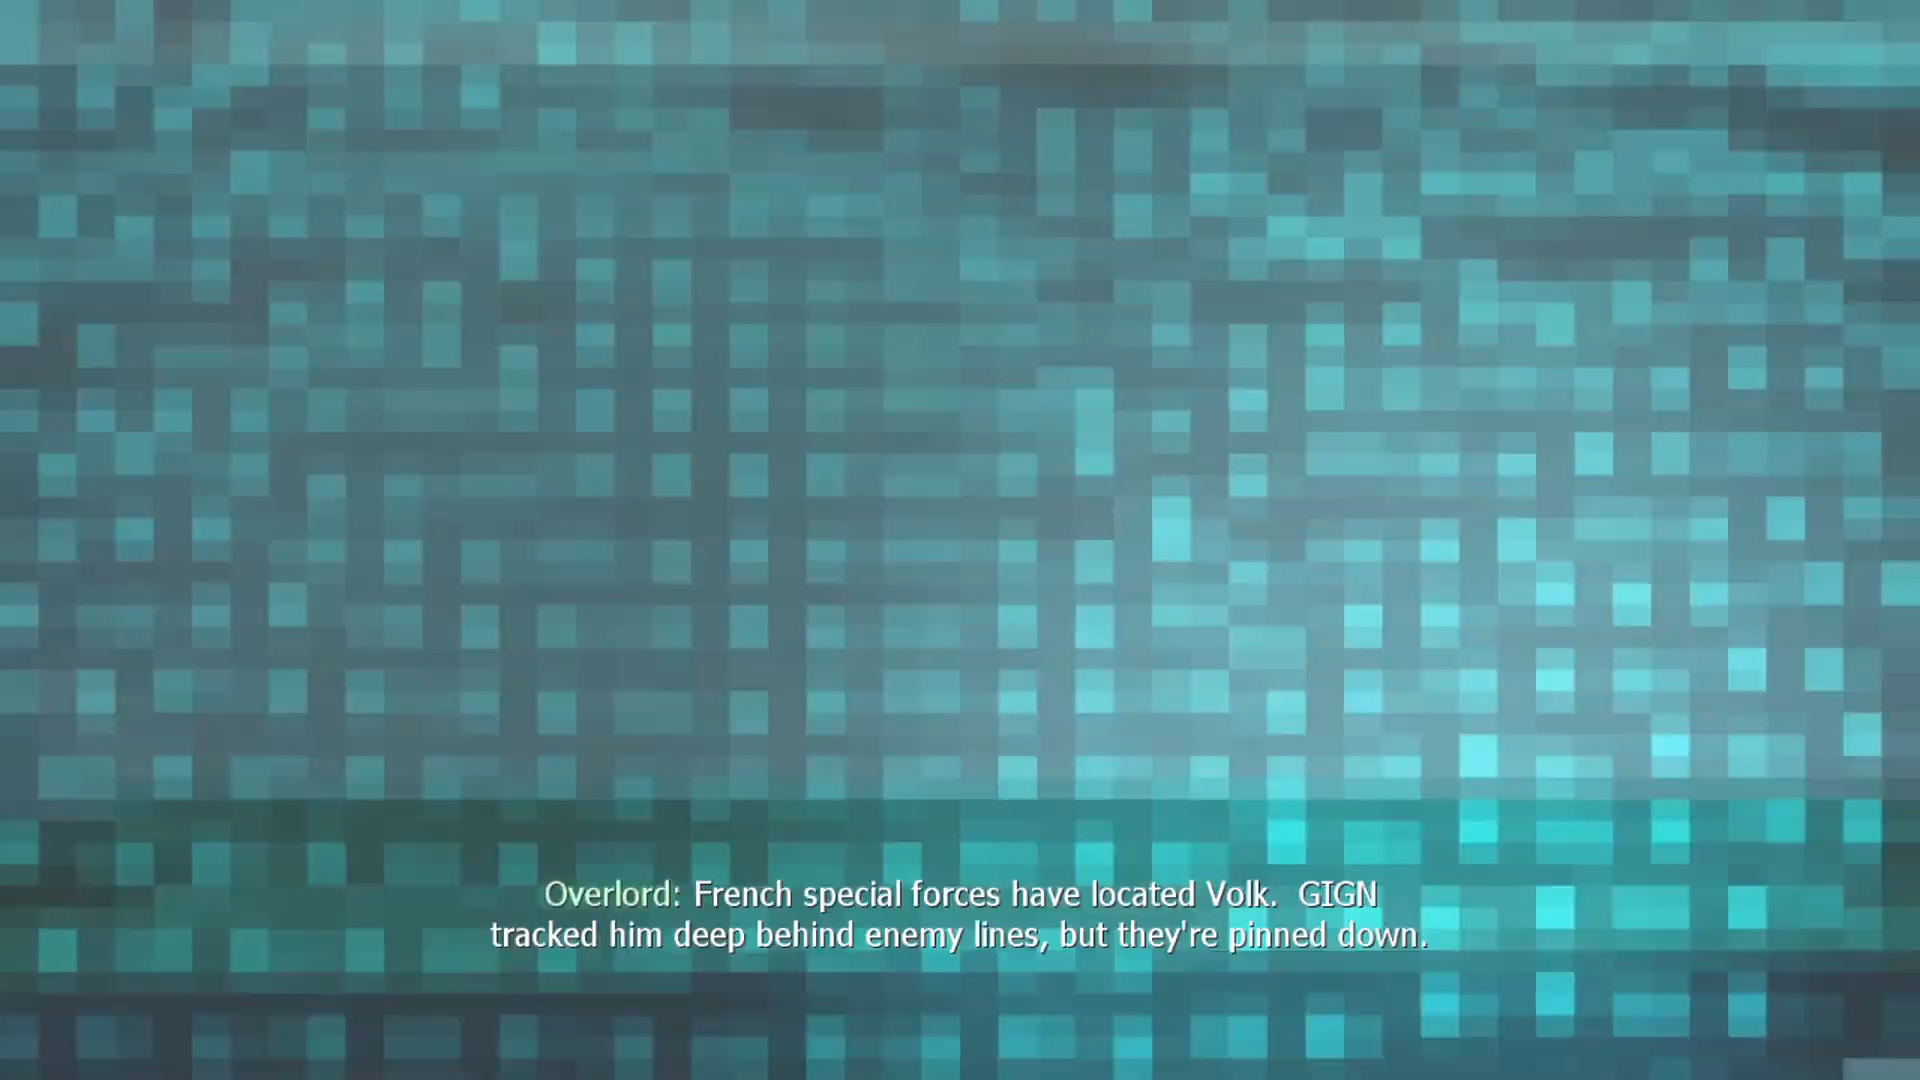 Overlord: French special forces have located Volk.  GIGN
tracked him deep behind enemy lines, but they're pinned down.